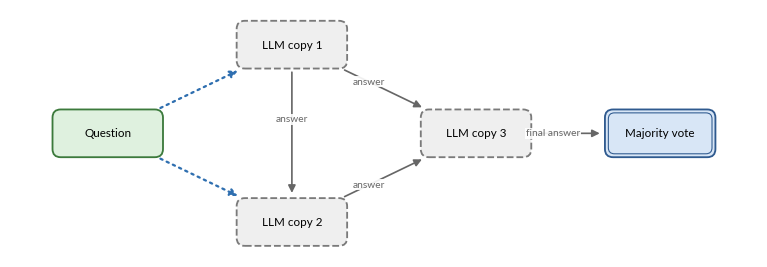 LLM copy 1
answer
answer
Question
LLM copy 3
final answer
Majority vote
answer
LLM copy 2